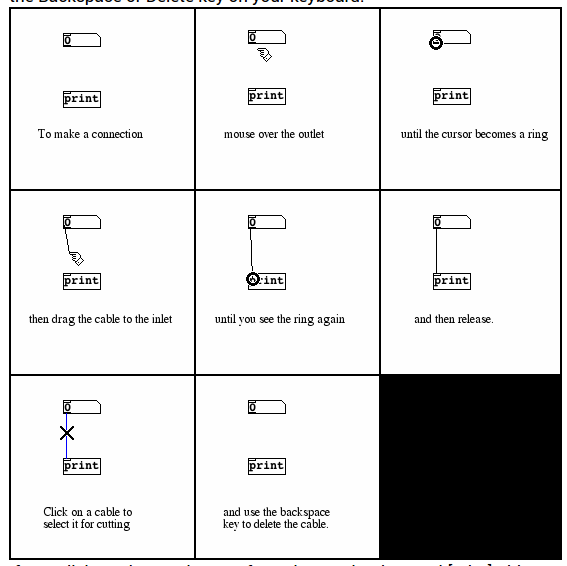 the Backspace or Delete key on your keyboard.
0
print
To make a connection
0
print
mouse over the outlet
0
print
until the cursor becomes a ring
0
print
then drag the cable to the inlet
0
print
until you see the ring again
0
print
and then release.
0
print
Click on a cable to
select it for cutting
0
print
and use the backspace
key to delete the cable.